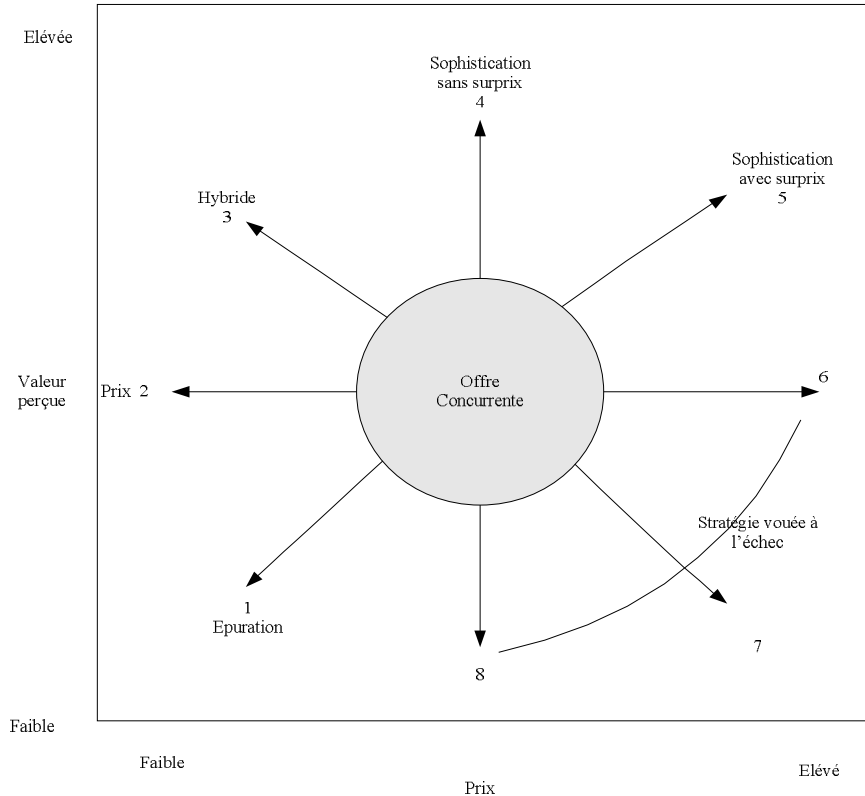 Elévée
Sophistication
sans surprix
4
Sophistication
avec surprix
5
Hybride
3
Valeur
perçue
Prix 2
Offre
Concurrente
6
Stratégie vouée à
l'échec
1
Epuration
7
8
Faible
Faible
Elévé
Prix